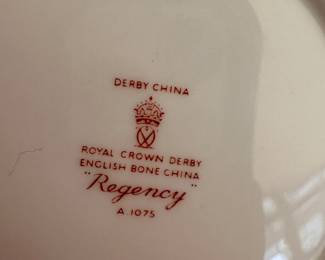 DERBY CHINA
ROYAL CROWN DERBY
ENGLISH BONE CHINA
"Regency"
A.1075